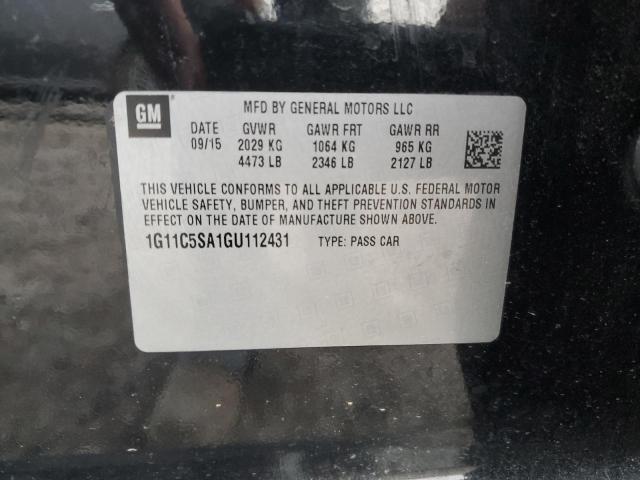 GM
MFD BY GENERAL MOTORS LLC
DATE GVWR GAWR FRT GAWR RR
09/15 2029 KG 1064 KG 965 KG
4473 LB 2346 LB 2127 LB
THIS VEHICLE CONFORMS TO ALL APPLICABLE U.S. FEDERAL MOTOR
VEHICLE SAFETY, BUMPER, AND THEFT PREVENTION STANDARDS IN
EFFECT ON THE DATE OF MANUFACTURE SHOWN ABOVE.
1G11C5SA1GU112431 TYPE: PASS CAR